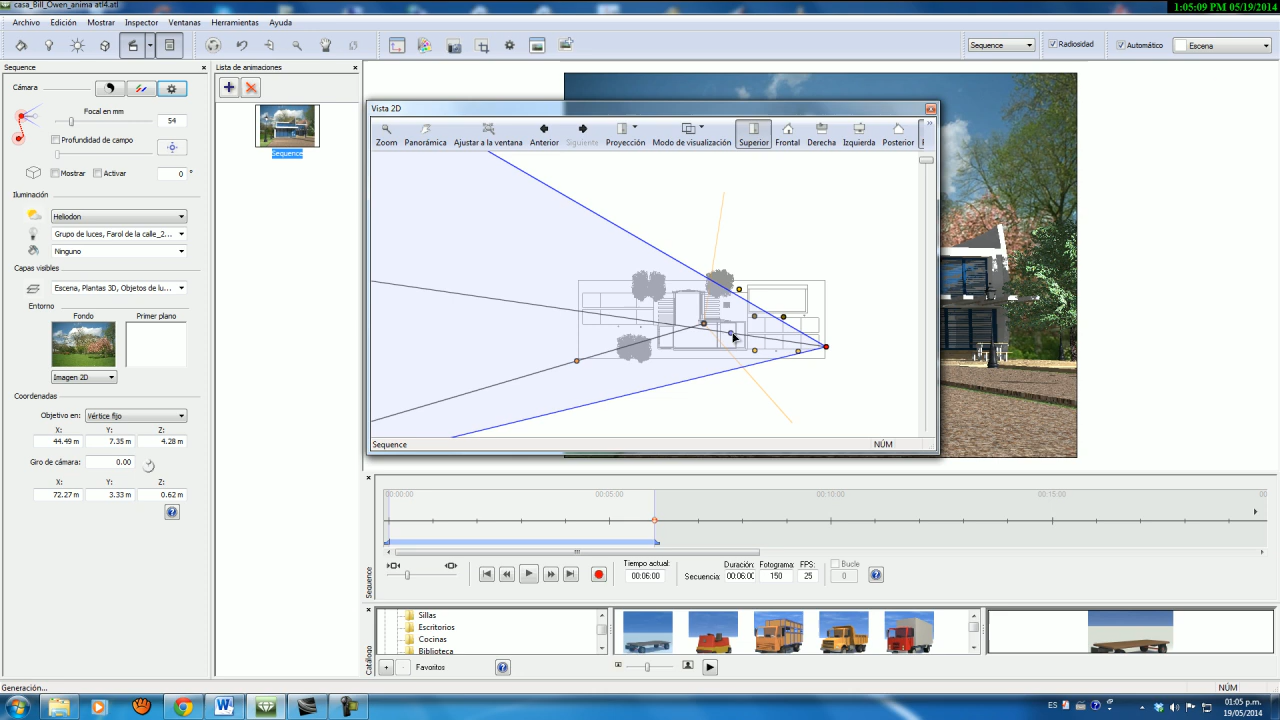 casa_Bill_Owen_anima atl4.atl
1:05:09 PM 05/19/2014
Archivo Edición Mostrar Inspector Ventanas Herramientas Ayuda
Sequence Radiosidad Automático Escena
Sequence
Lista de animaciones
Cámara
Focal en mm
54
Profundidad de campo
Mostrar Activar 0 °
Iluminación
Heliodon
Grupo de luces, Farol de la calle_2...
Ninguno
Capas visibles
Escena, Plantas 3D, Objetos de lu...
Entorno
Fondo Primer plano
Imagen 2D
Coordenadas
Objetivo en: Vértice fijo
X: Y: Z:
44.49 m 7.35 m 4.28 m
Giro de cámara: 0.00
X: Y: Z:
72.27 m 3.33 m 0.62 m
Sequence
Vista 2D
Zoom Panorámica Ajustar a la ventana Anterior Siguiente Proyección Modo de visualización Superior Frontal Derecha Izquierda Posterior
Sequence NÚM
00:00:00 00:05:00 00:10:00 00:15:00 00
Sequence
Tiempo actual: Duración: Fotograma: FPS: Bucle
00:06:00 Secuencia: 00:06:0C 150 25 0
Catálogo
Sillas
Escritorios
Cocinas
Biblioteca
Favoritos
Generación... NÚM
ES 01:05 p.m.
19/05/2014